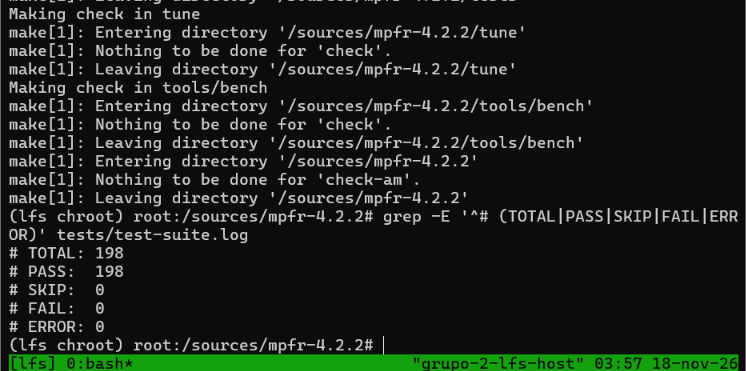 Making check in tune
make[1]: Entering directory '/sources/mpfr-4.2.2/tune'
make[1]: Nothing to be done for 'check'.
make[1]: Leaving directory '/sources/mpfr-4.2.2/tune'
Making check in tools/bench
make[1]: Entering directory '/sources/mpfr-4.2.2/tools/bench'
make[1]: Nothing to be done for 'check'.
make[1]: Leaving directory '/sources/mpfr-4.2.2/tools/bench'
make[1]: Entering directory '/sources/mpfr-4.2.2'
make[1]: Nothing to be done for 'check-am'.
make[1]: Leaving directory '/sources/mpfr-4.2.2'
(lfs chroot) root:/sources/mpfr-4.2.2# grep -E '^# (TOTAL|PASS|SKIP|FAIL|ERR
OR)' tests/test-suite.log
# TOTAL: 198
# PASS:  198
# SKIP:  0
# FAIL:  0
# ERROR: 0
(lfs chroot) root:/sources/mpfr-4.2.2#
[lfs] 0:bash* "grupo-2-lfs-host" 03:57 18-nov-26